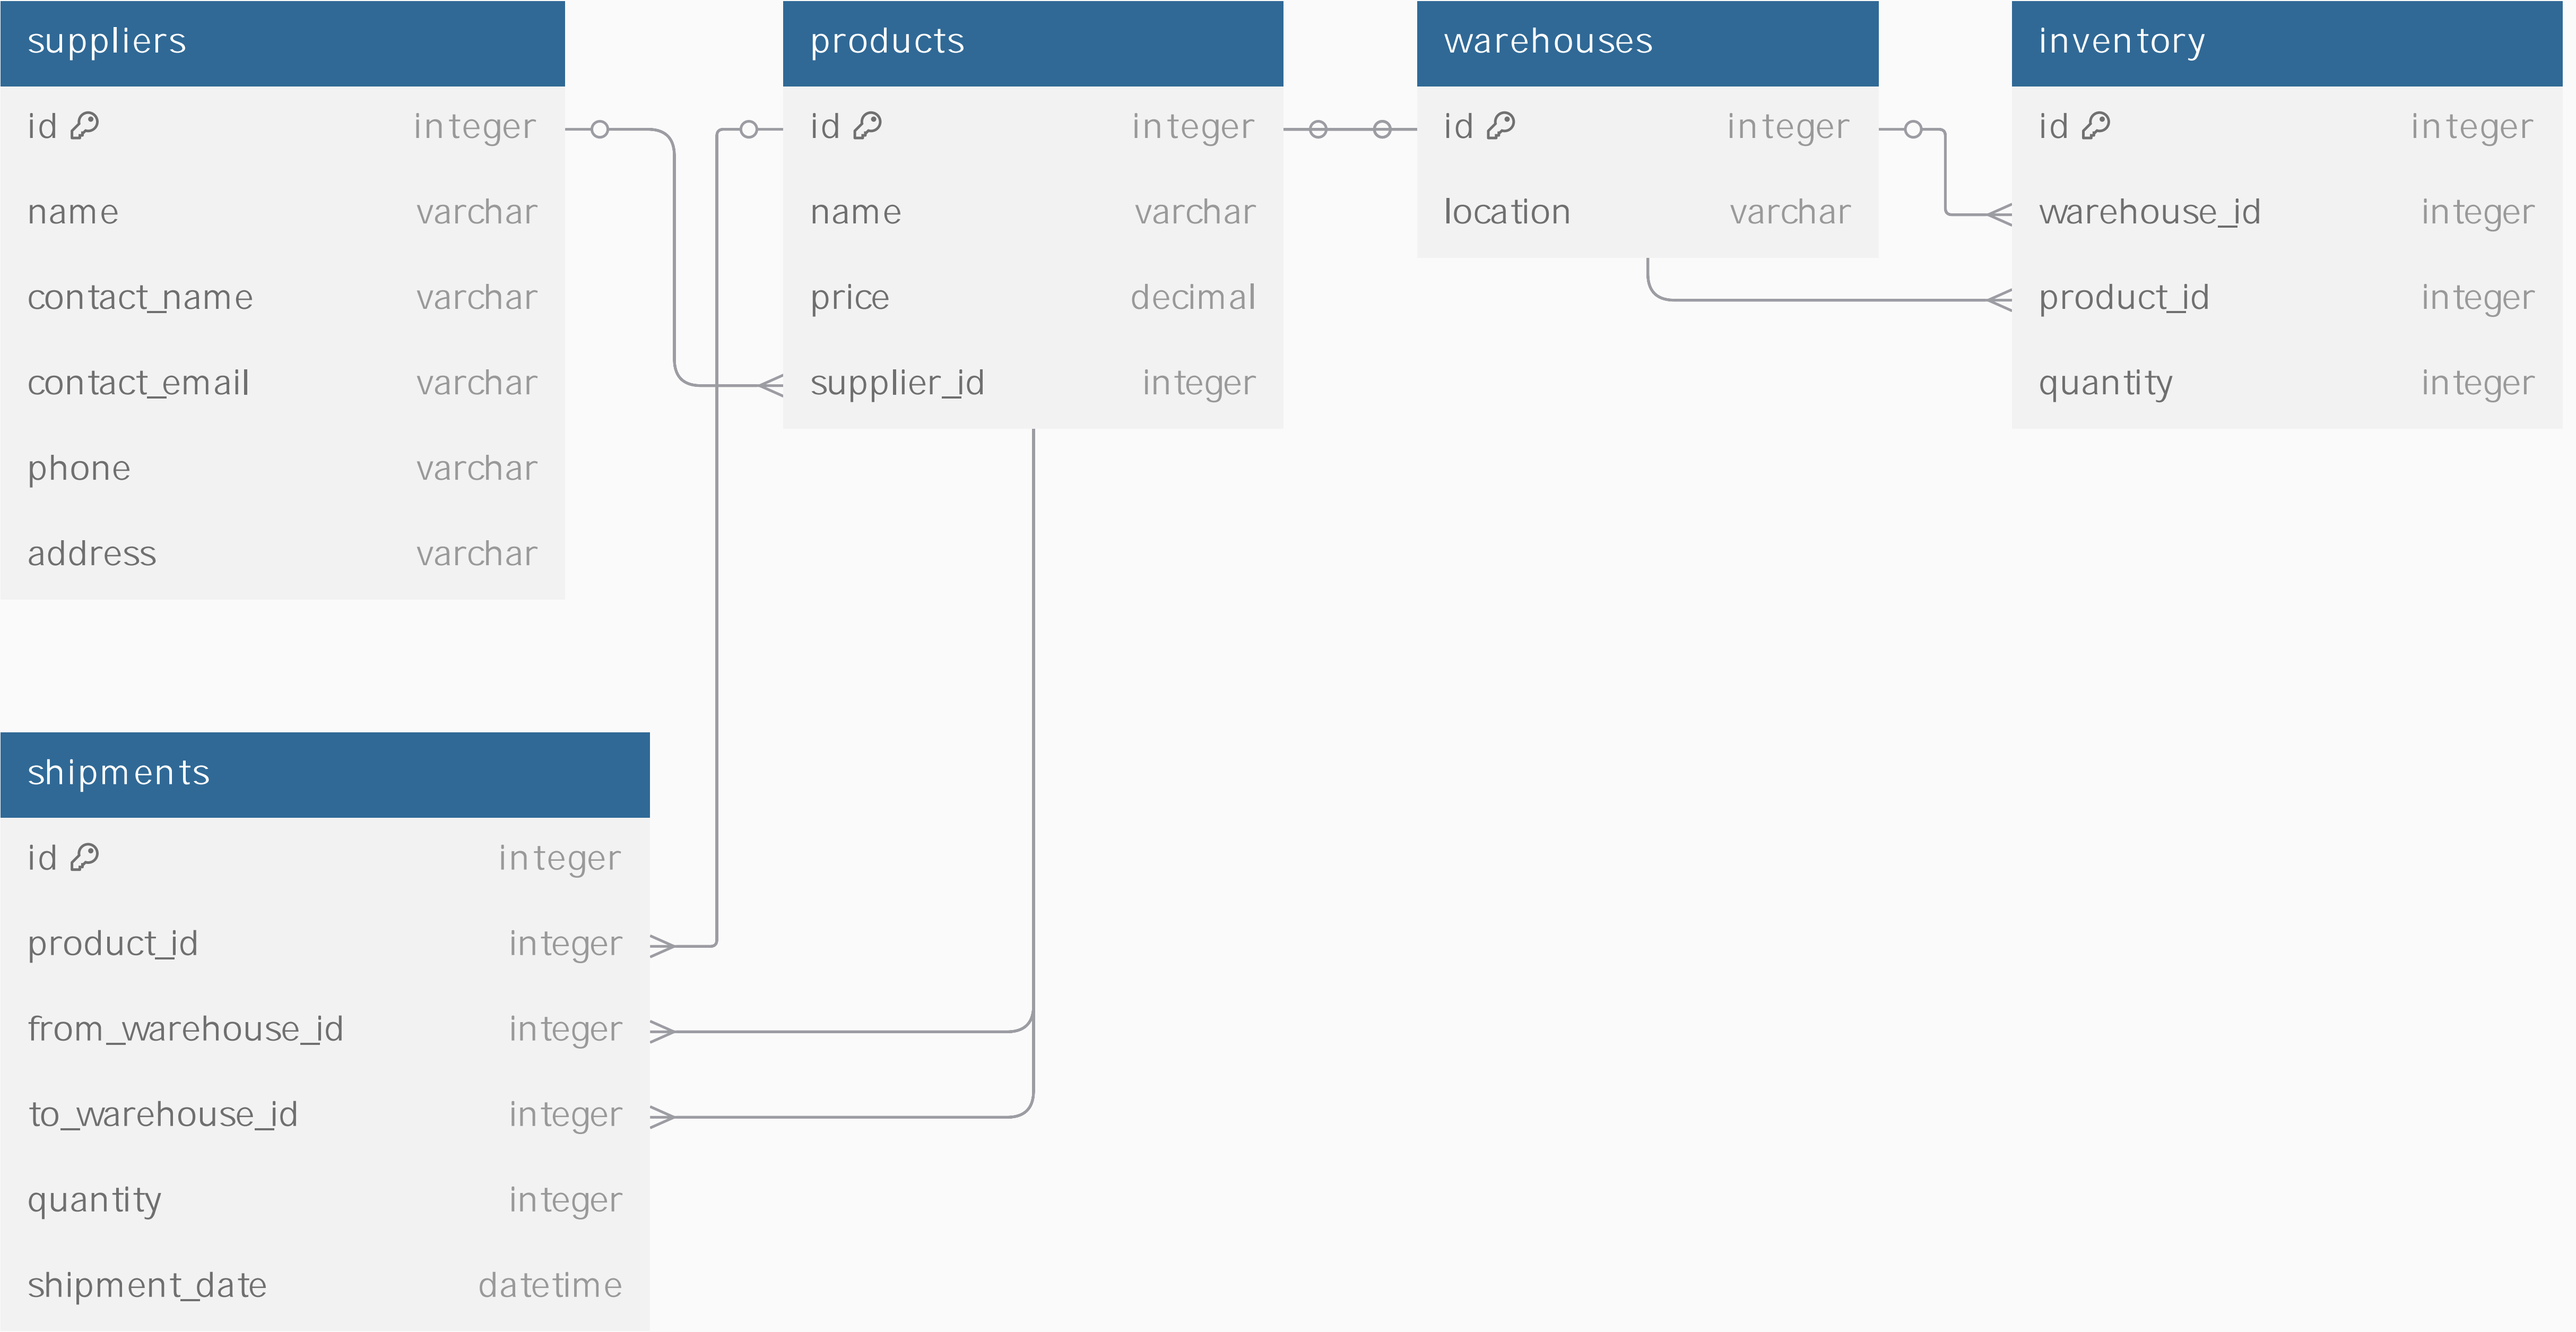 suppliers
id integer
name varchar
contact_name varchar
contact_email varchar
phone varchar
address varchar
products
id integer
name varchar
price decimal
supplier_id integer
warehouses
id integer
location varchar
inventory
id integer
warehouse_id integer
product_id integer
quantity integer
shipments
id integer
product_id integer
from_warehouse_id integer
to_warehouse_id integer
quantity integer
shipment_date datetime